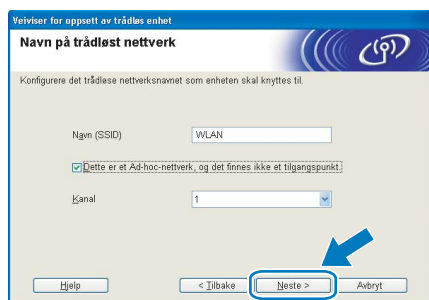 Veiviser for oppsett av trådløs enhet
Navn på trådløst nettverk
Konfigurere det trådløse nettverksnavnet som enheten skal knyttes til.
Navn (SSID) WLAN
Dette er et Ad-hoc-nettverk, og det finnes ikke et tilgangspunkt.
Kanal 1
Hjelp < Tilbake Neste > Avbryt